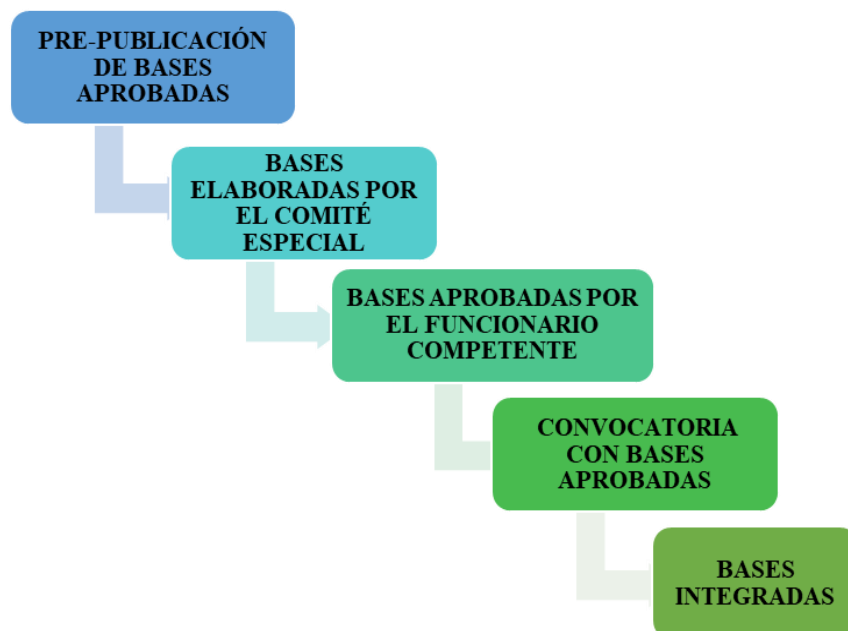 PRE-PUBLICACIÓN
DE BASES
APROBADAS
BASES
ELABORADAS POR
EL COMITÉ
ESPECIAL
BASES APROBADAS POR
EL FUNCIONARIO
COMPETENTE
CONVOCATORIA
CON BASES
APROBADAS
BASES
INTEGRADAS